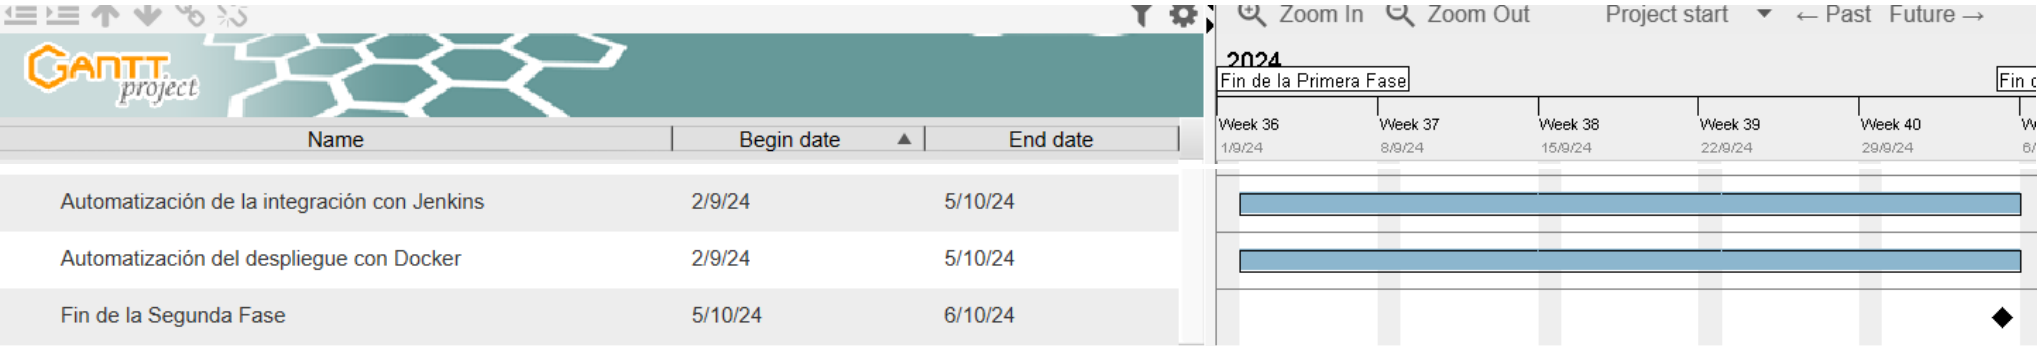 Zoom In Zoom Out Project start ← Past Future →
GANTT
project
2024
Fin de la Primera Fase
Name Begin date End date
Week 36 Week 37 Week 38 Week 39 Week 40
1/9/24 8/9/24 15/9/24 22/9/24 29/9/24
Automatización de la integración con Jenkins 2/9/24 5/10/24
Automatización del despliegue con Docker 2/9/24 5/10/24
Fin de la Segunda Fase 5/10/24 6/10/24